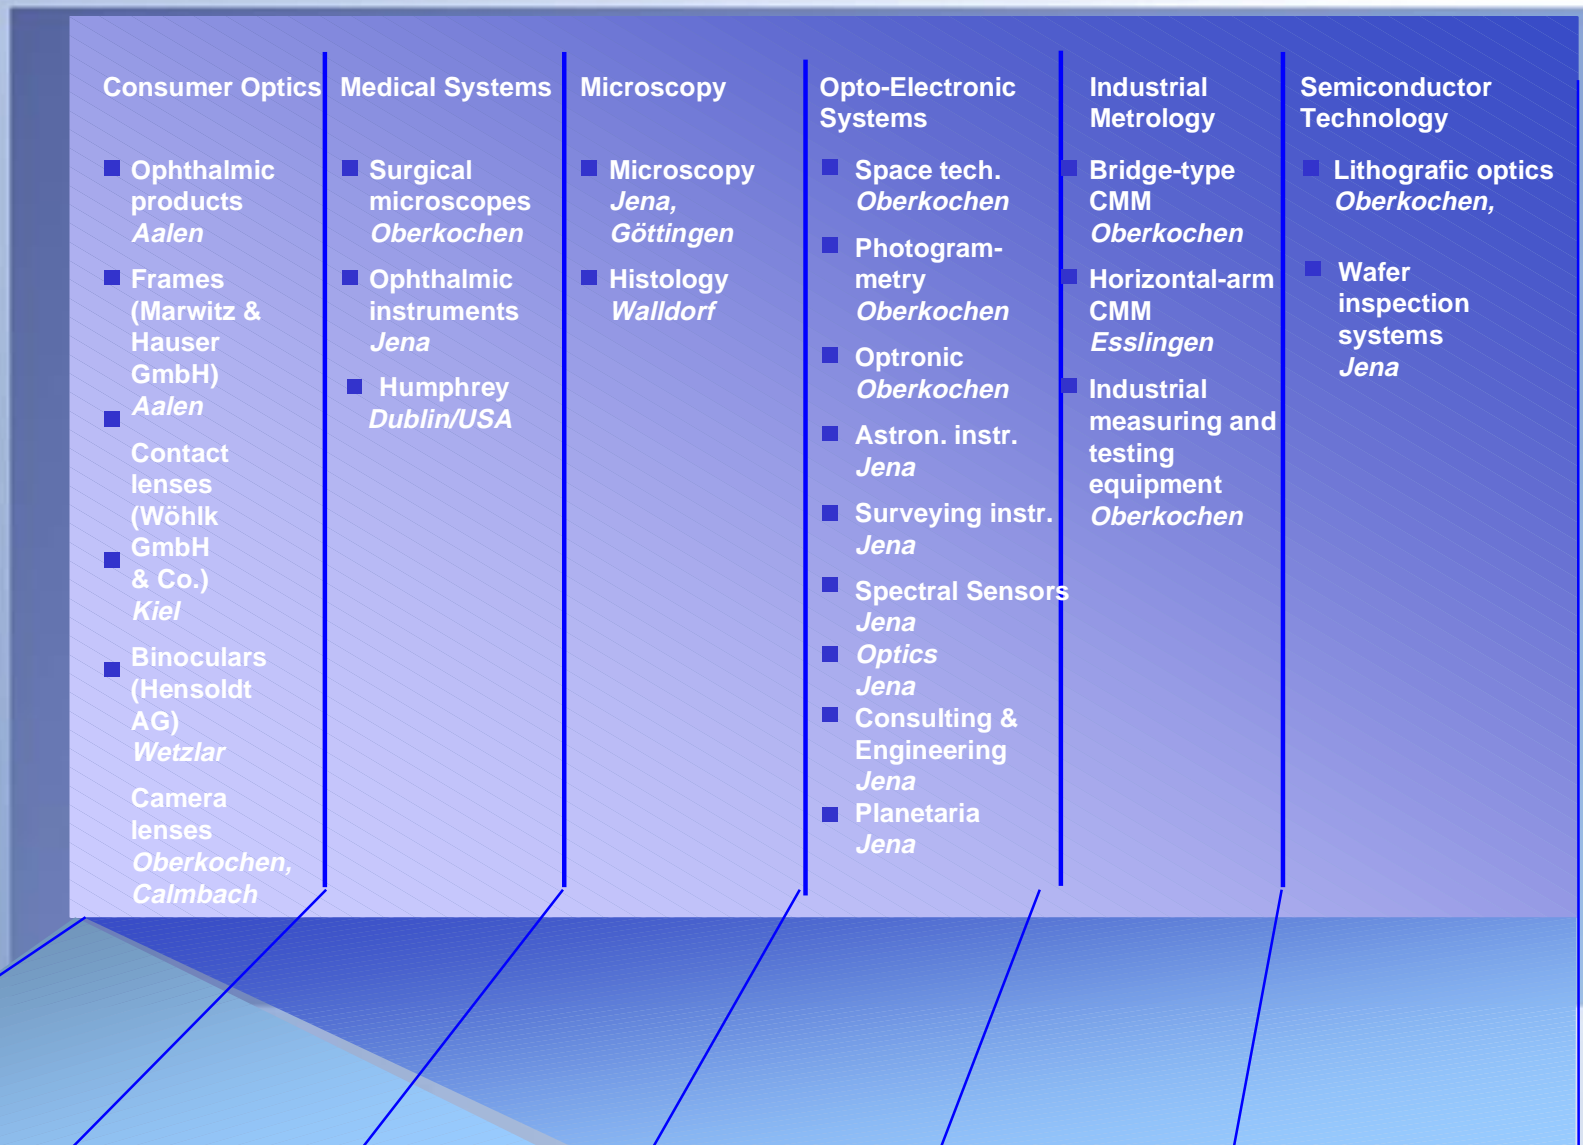 Consumer Optics
Ophthalmic
products
Aalen
Frames
(Marwitz &
Hauser
GmbH)
Aalen
Contact
lenses
(Wöhlk
GmbH
& Co.)
Kiel
Binoculars
(Hensoldt
AG)
Wetzlar
Camera
lenses
Oberkochen,
Calmbach
Medical Systems
Surgical
microscopes
Oberkochen
Ophthalmic
instruments
Jena
Humphrey
Dublin/USA
Microscopy
Microscopy
Jena,
Göttingen
Histology
Walldorf
Opto-Electronic
Systems
Space tech.
Oberkochen
Photogram-
metry
Oberkochen
Optronic
Oberkochen
Astron. instr.
Jena
Surveying instr.
Jena
Spectral Sensors
Jena
Optics
Jena
Consulting &
Engineering
Jena
Planetaria
Jena
Industrial
Metrology
Bridge-type
CMM
Oberkochen
Horizontal-arm
CMM
Esslingen
Industrial
measuring and
testing
equipment
Oberkochen
Semiconductor
Technology
Lithografic optics
Oberkochen,
Wafer
inspection
systems
Jena